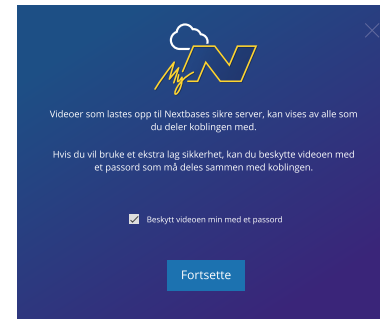 My N
Videoer som lastes opp til Nextbases sikre server, kan vises av alle som
du deler koblingen med.
Hvis du vil bruke et ekstra lag sikkerhet, kan du beskytte videoen med
et passord som må deles sammen med koblingen.
Beskytt videoen min med et passord
Fortsette